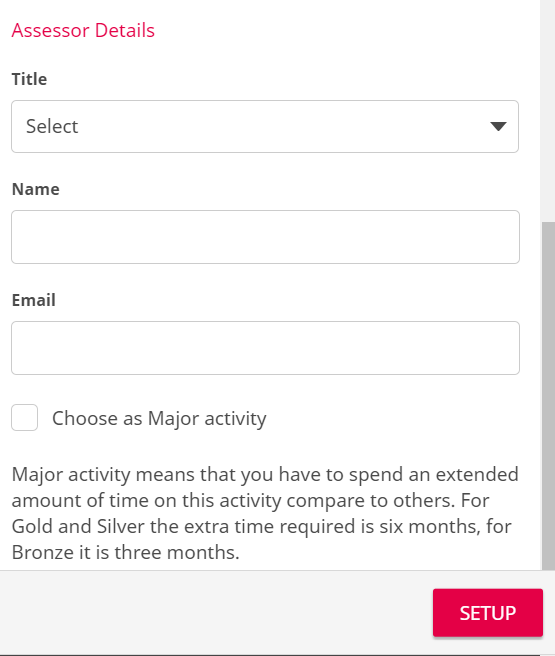 Assessor Details
Title
Select
Name
Email
Choose as Major activity
Major activity means that you have to spend an extended
amount of time on this activity compare to others. For
Gold and Silver the extra time required is six months, for
Bronze it is three months.
SETUP